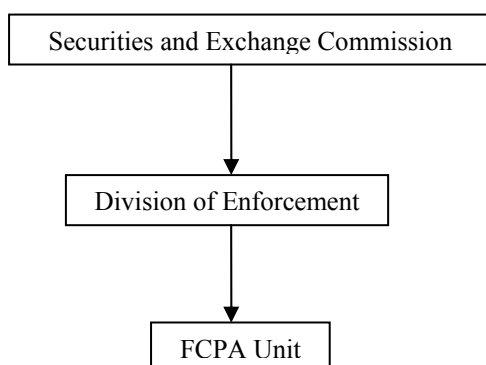 Securities and Exchange Commission
Division of Enforcement
FCPA Unit